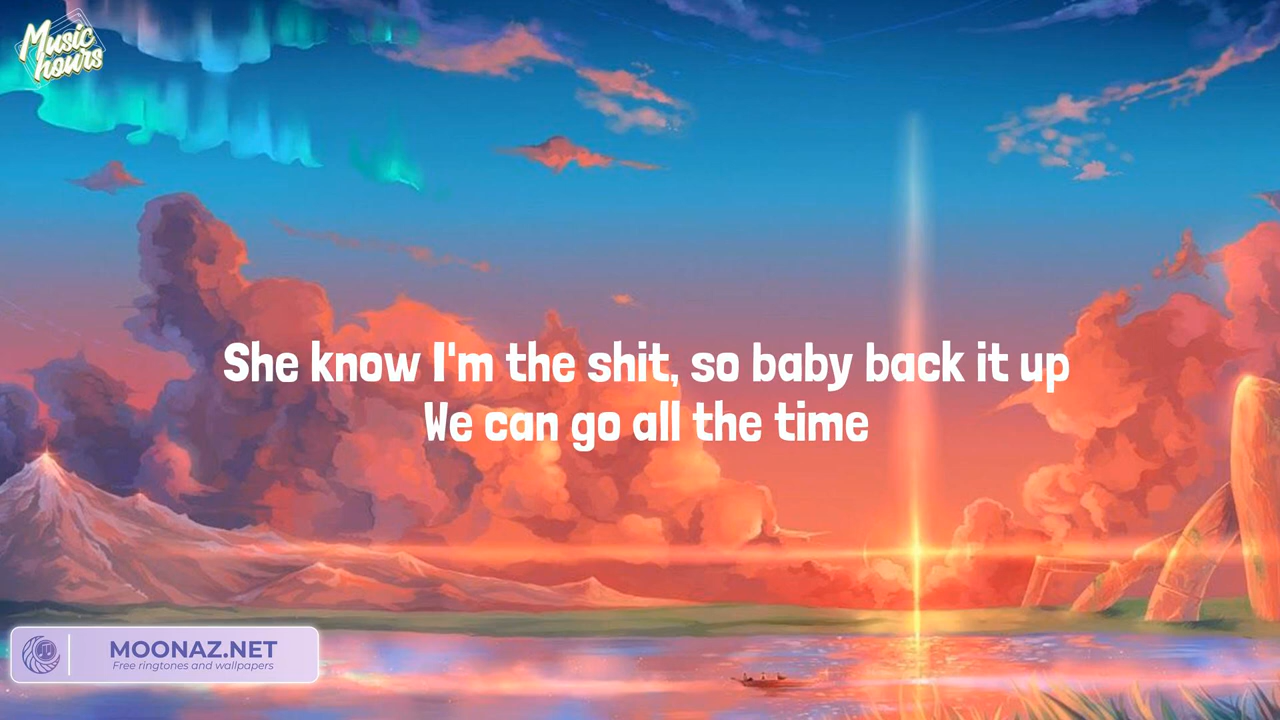 Music
hours
She know I'm the shit, so baby back it up
We can go all the time
MOONAZ.NET
Free ringtones and wallpapers